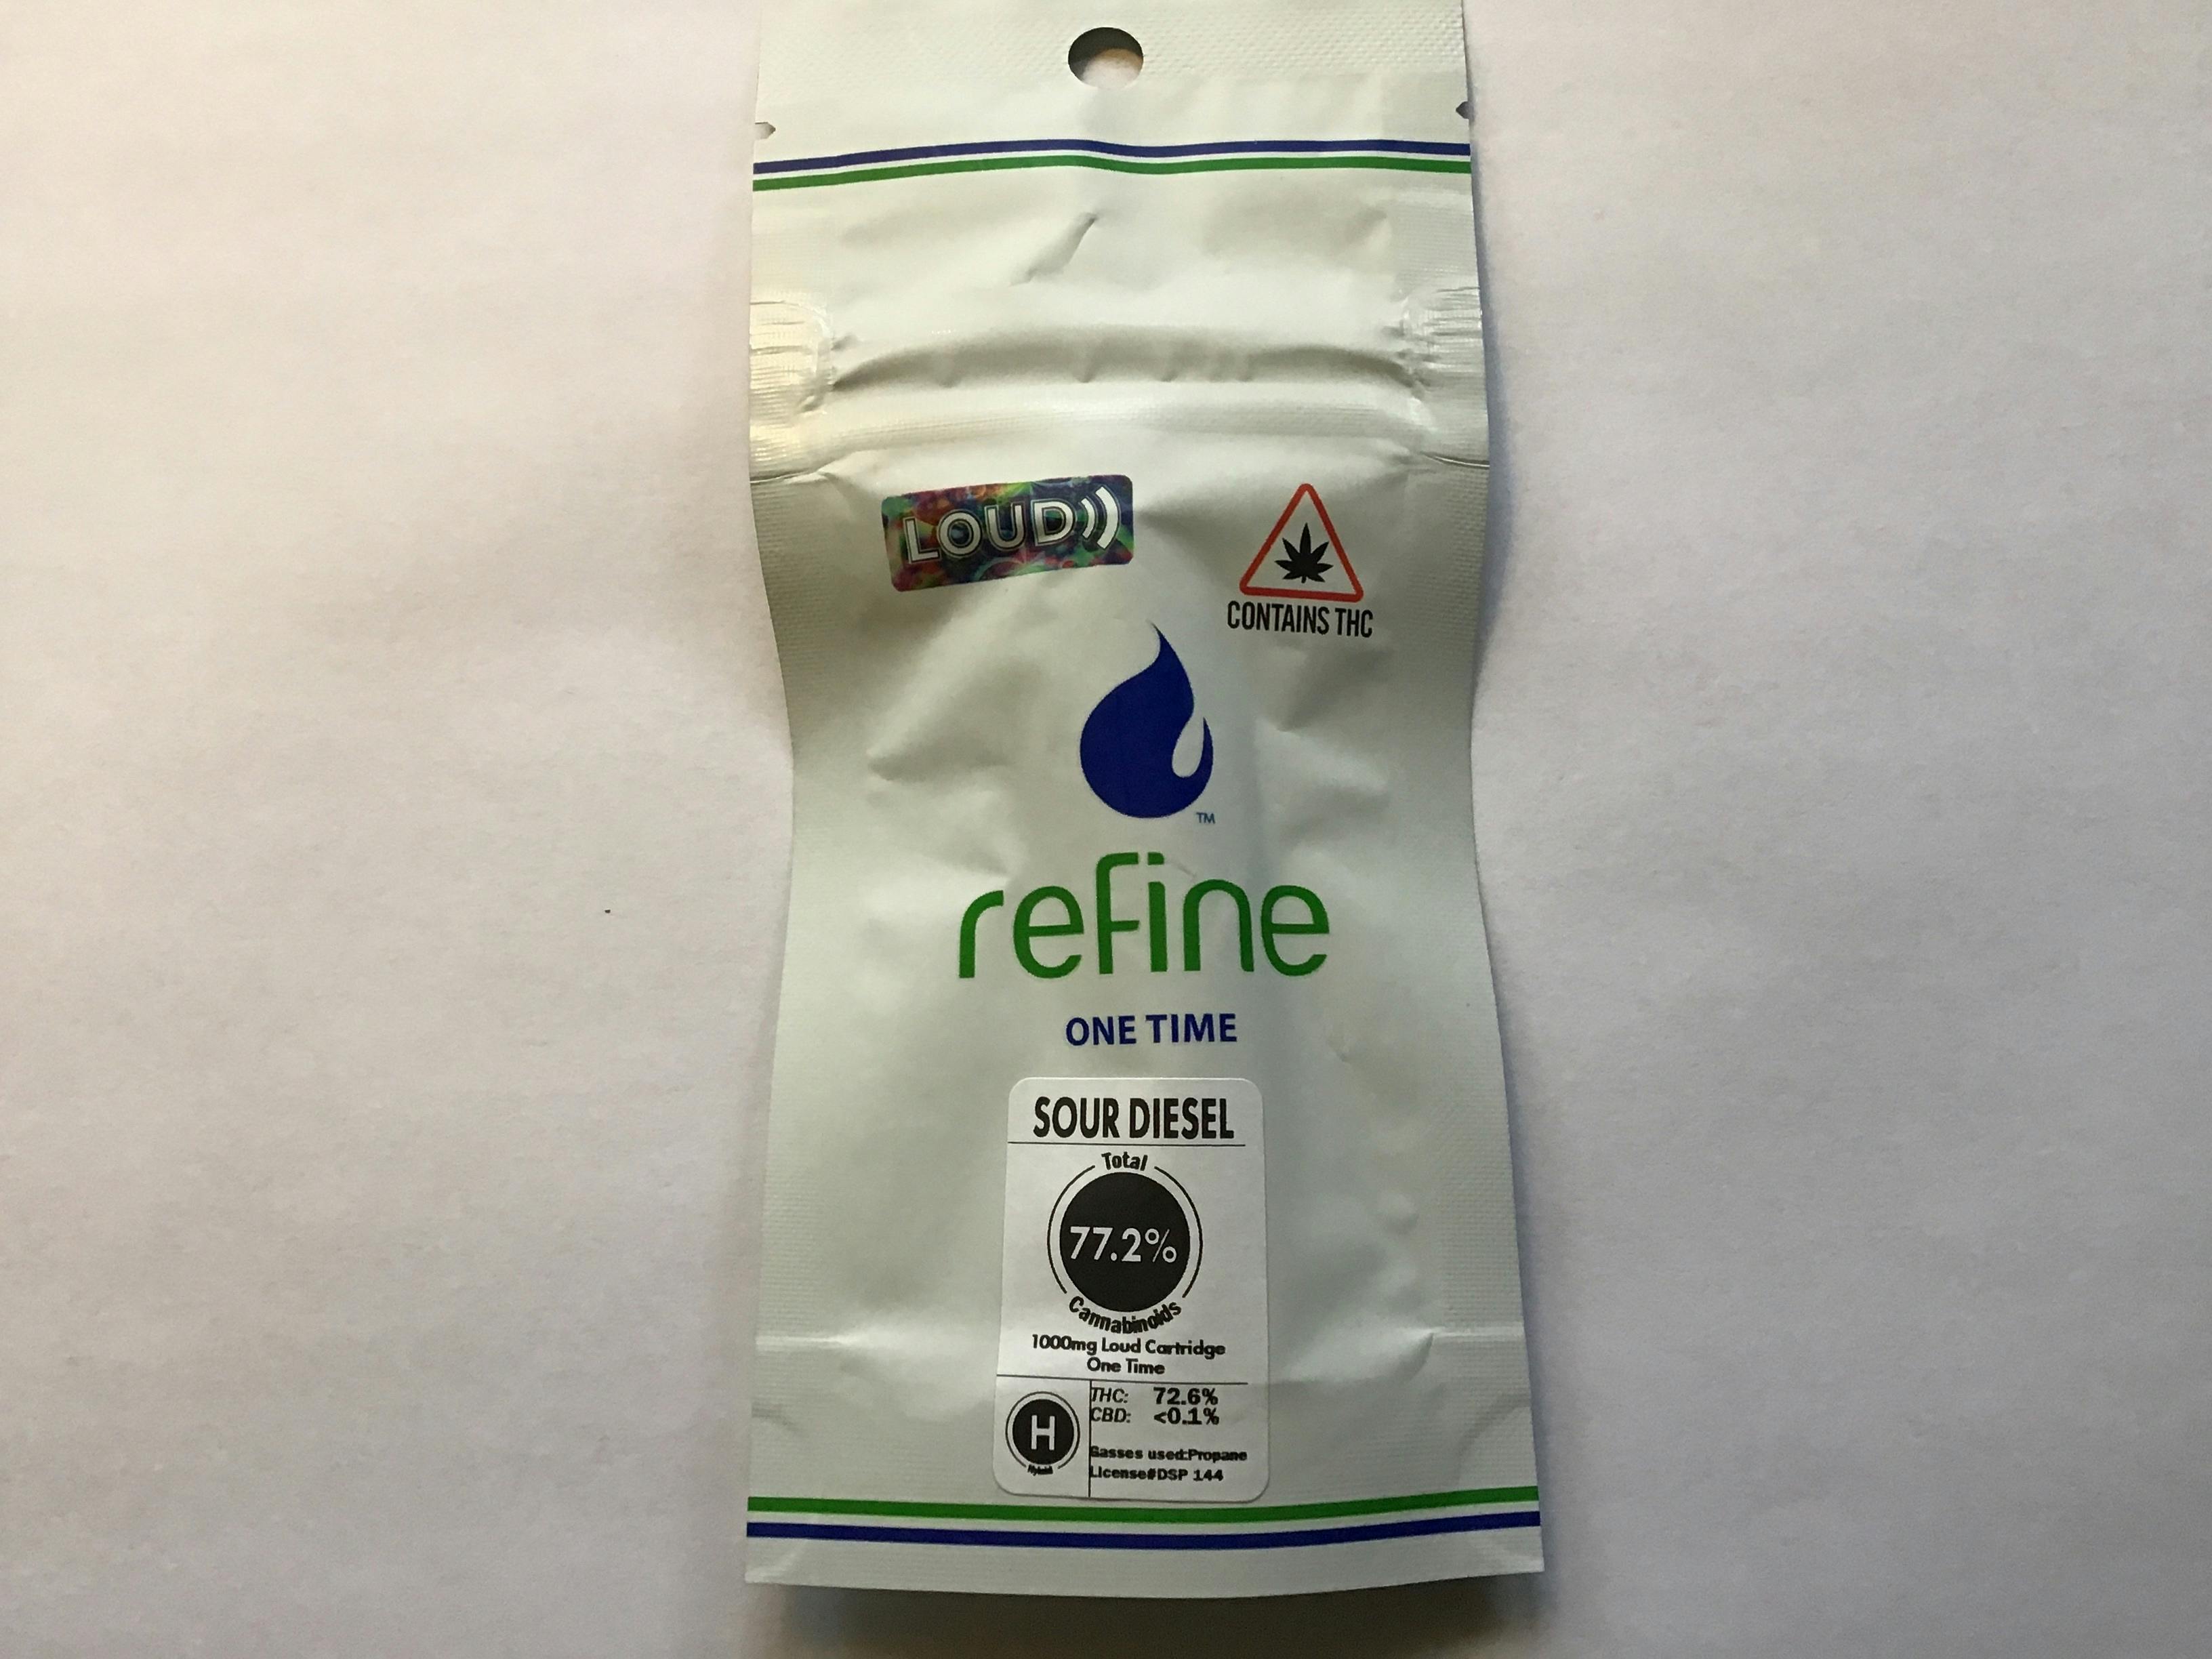 LOUD
CONTAINS THC
TM
refine
ONE TIME
SOUR DIESEL
Total
77.2%
Cannabinoids
1000mg Loud Cartridge
One Time
H
Hybrid
THC: 72.6%
CBD: <0.1%
Gasses used:Propane
License#DSP 144